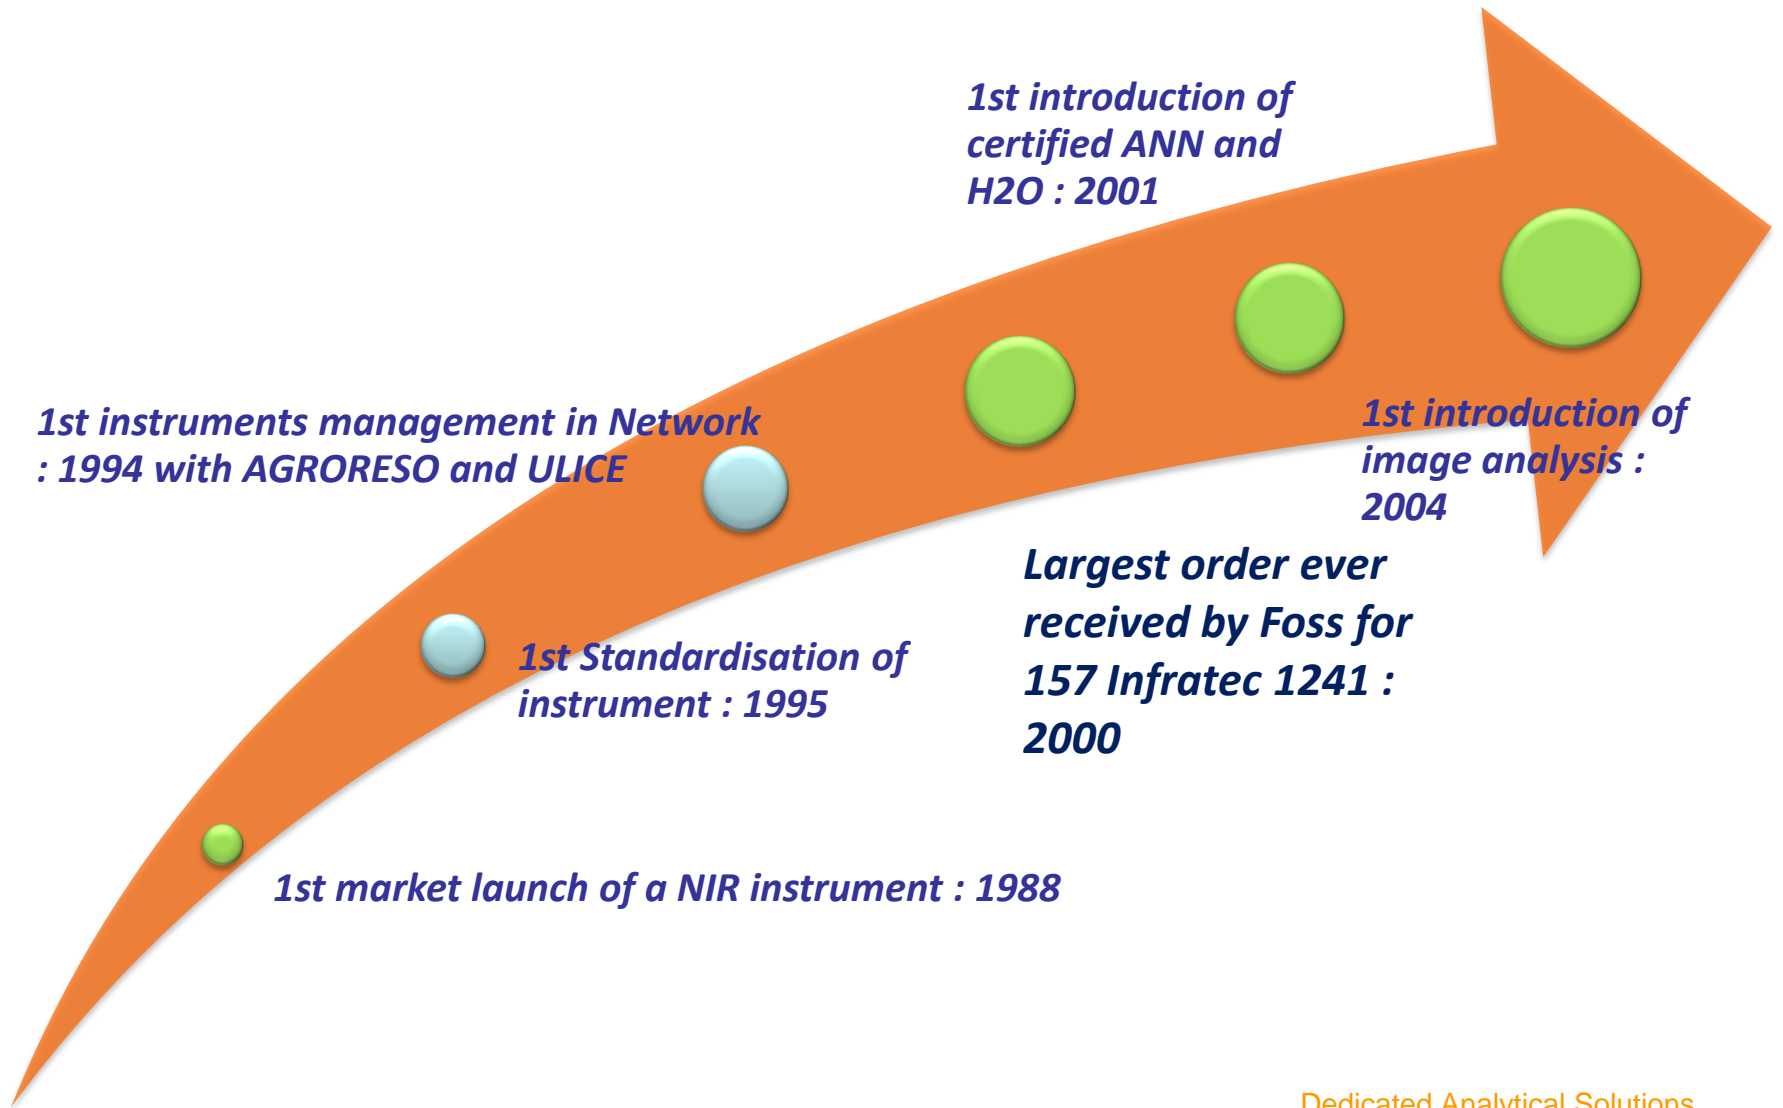 1st introduction of
certified ANN and
H2O : 2001
1st instruments management in Network
: 1994 with AGRORESO and ULICE
1st introduction of
image analysis :
2004
Largest order ever
received by Foss for
157 Infratec 1241 :
2000
1st Standardisation of
instrument : 1995
1st market launch of a NIR instrument : 1988
Dedicated Analytical Solutions